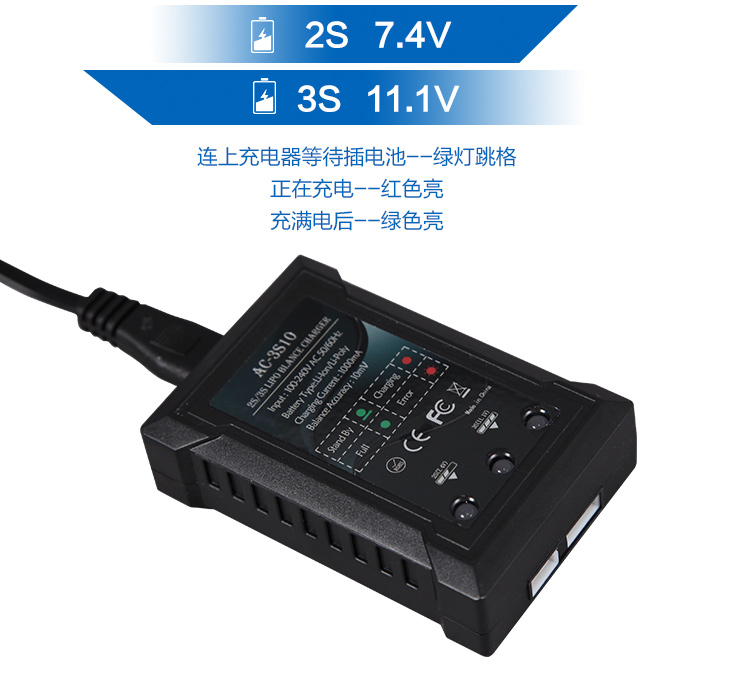 2S 7.4V
3S 11.1V
连上充电器等待插电池--绿灯跳格
正在充电--红色亮
充满电后--绿色亮
AC-3S10
2S/3S LIPO BLANCE CHARGER
Input : 100-240V AC 50/60Hz
Battery Type:Li-ion/Li-Poly
Charging Current : 1000mA
Balance Accuracy : 10mV
Stand By
Charging
Full
Error
CE FC
Made in China